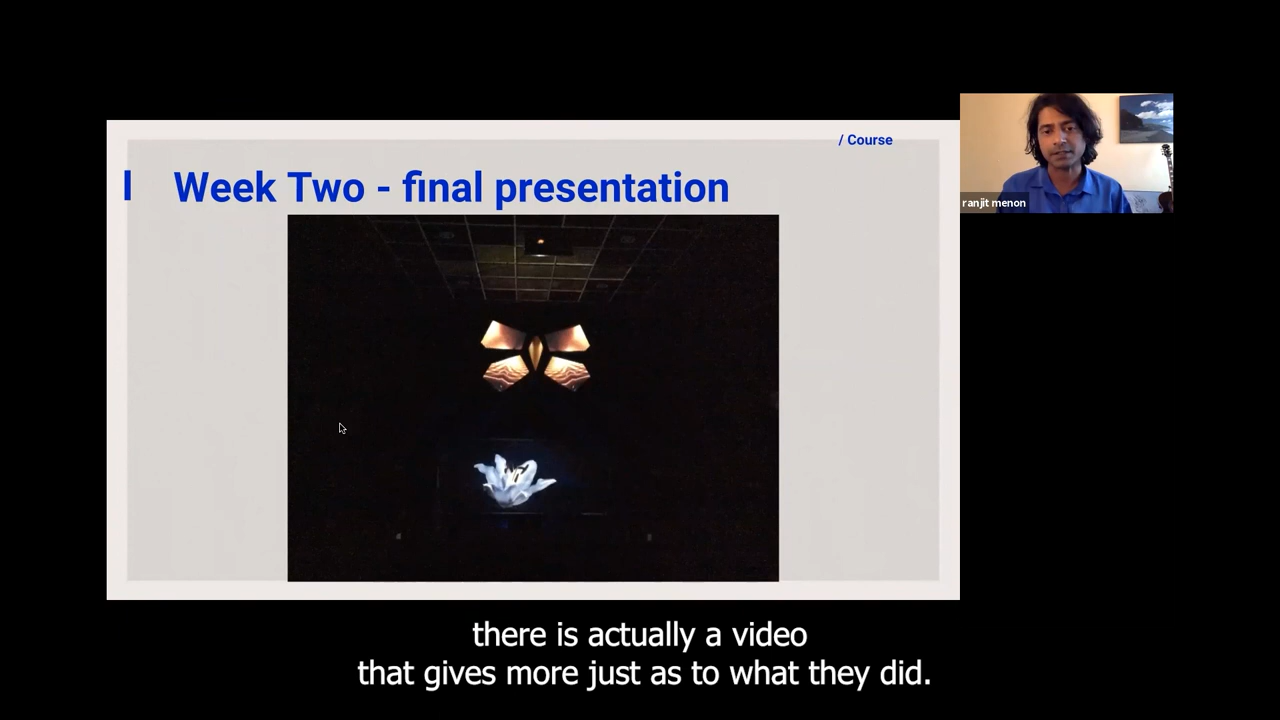 / Course
Week Two - final presentation
ranjit menon
there is actually a video
that gives more just as to what they did.